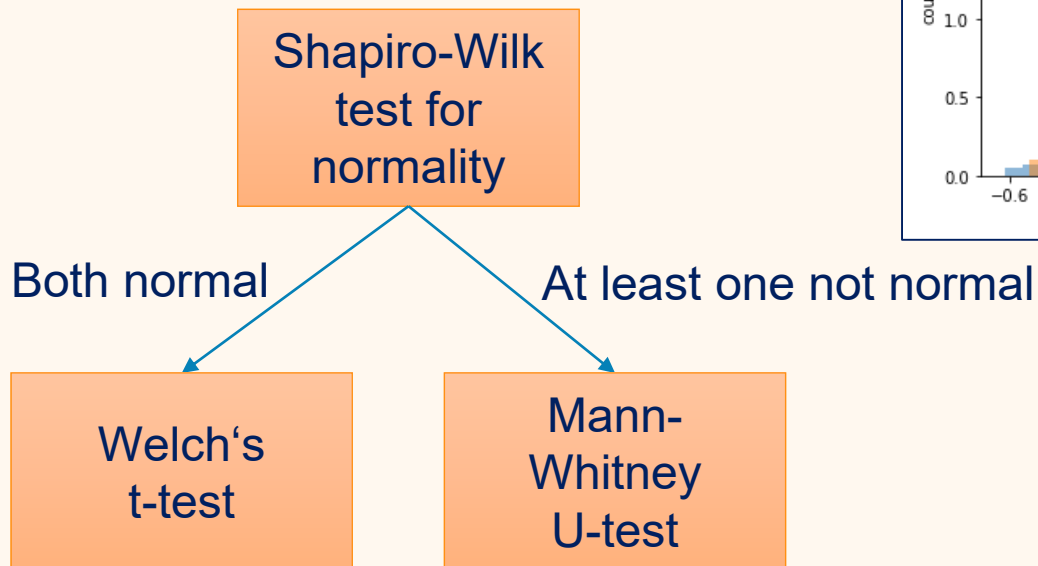 Shapiro-Wilk
test for
normality
1.0
0.5
0.0
−0.6
Both normal
At least one not normal
Welch‘s
t-test
Mann-
Whitney
U-test